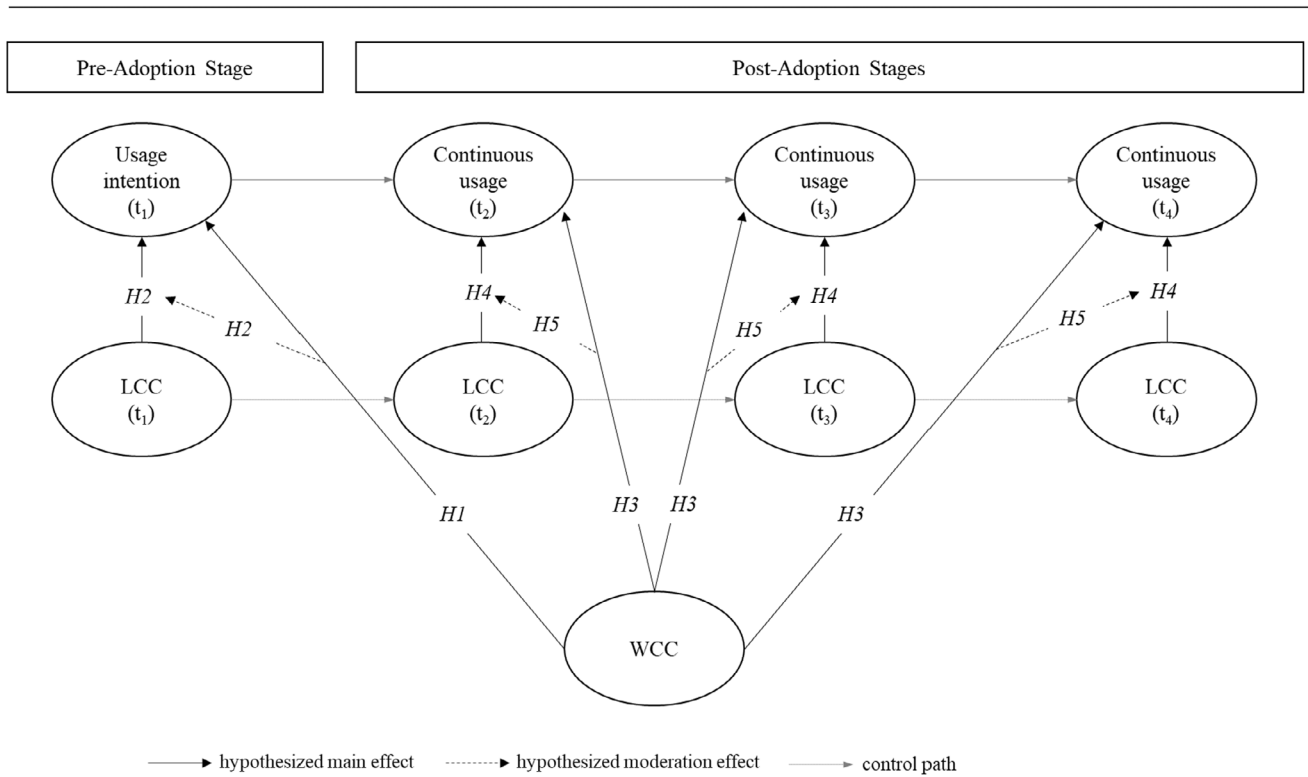 Pre-Adoption Stage
Post-Adoption Stages
Usage
intention
(t₁)
Continuous
usage
(t₂)
Continuous
usage
(t₃)
Continuous
usage
(t₄)
H2
H2
H4
H5
H5
H4
H5
H4
LCC
(t₁)
LCC
(t₂)
LCC
(t₃)
LCC
(t₄)
H1
H3
H3
H3
WCC
hypothesized main effect
hypothesized moderation effect
control path